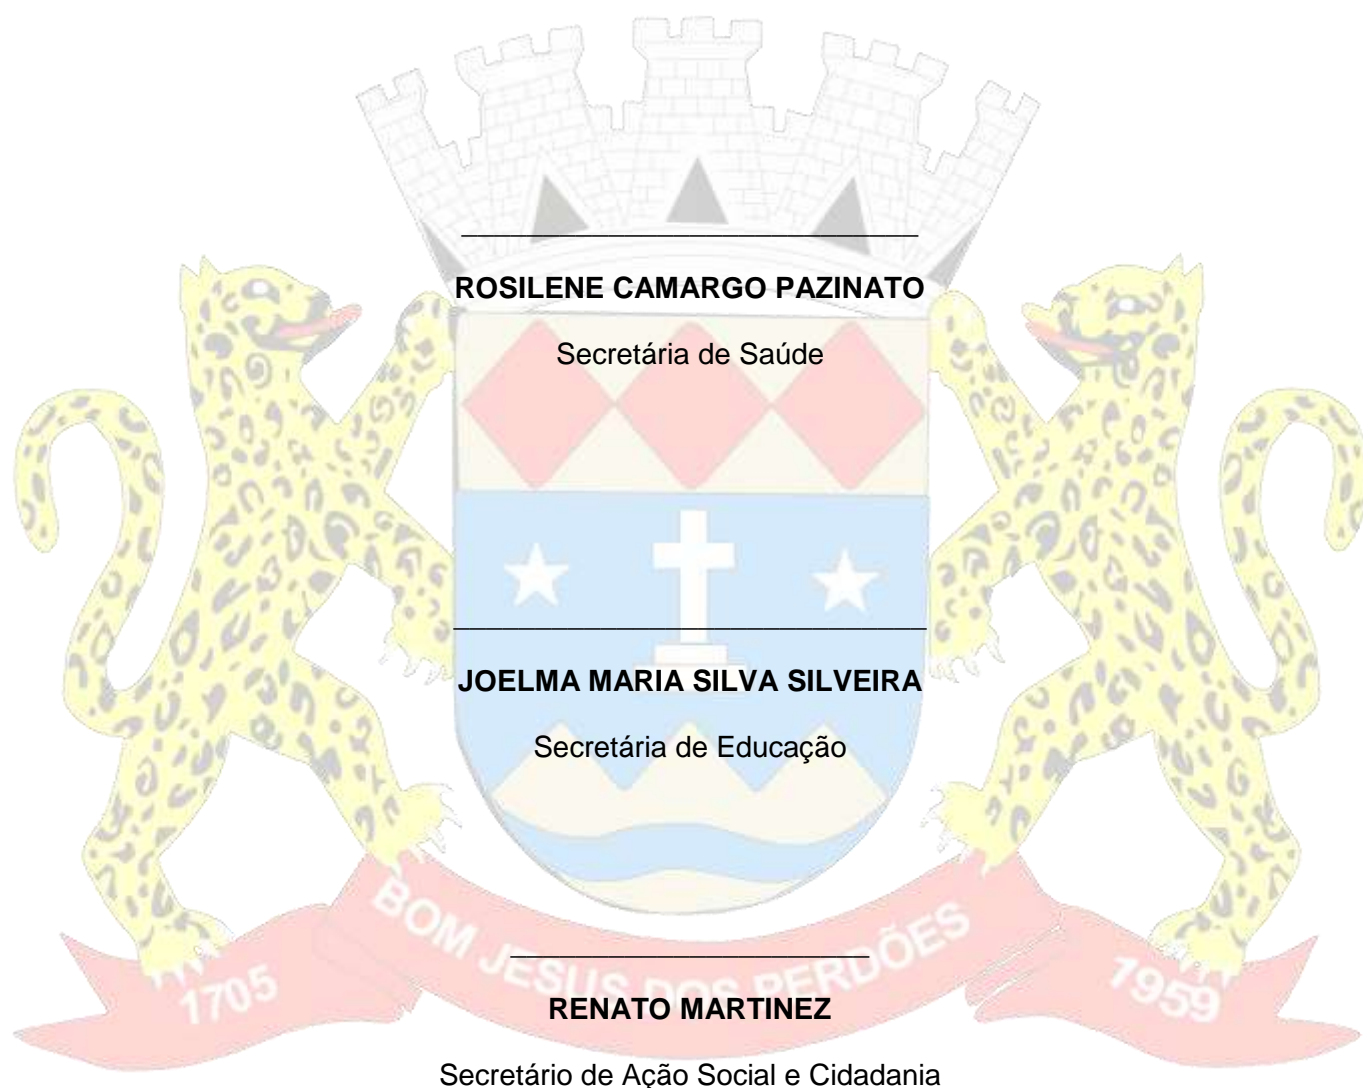 ROSILENE CAMARGO PAZINATO
Secretária de Saúde
JOELMA MARIA SILVA SILVEIRA
Secretária de Educação
BOM JESUS DOS PERDÕES
1705
1959
RENATO MARTINEZ
Secretário de Ação Social e Cidadania